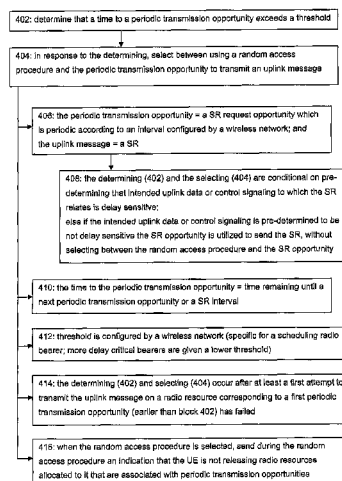 402: determine that a time to a periodic transmission opportunity exceeds a threshold
404: in response to the determining, select between using a random access
procedure and the periodic transmission opportunity to transmit an uplink message
406: the periodic transmission opportunity = a SR request opportunity which
is periodic according to an interval configured by a wireless network; and
the uplink message = a SR
408: the determining (402) and the selecting (404) are conditional on pre-
determining that intended uplink data or control signaling to which the SR
relates is delay sensitive;
else if the intended uplink data or control signaling is pre-determined to be
not delay sensitive the SR opportunity is utilized to send the SR, without
selecting between the random access procedure and the SR opportunity
410: the time to the periodic transmission opportunity = time remaining until a
next periodic transmission opportunity or a SR interval
412: threshold is configured by a wireless network (specific for a scheduling radio
bearer; more delay critical bearers are given a lower threshold)
414: the determining (402) and selecting (404) occur after at least a first attempt to
transmit the uplink message on a radio resource corresponding to a first periodic
transmission opportunity (earlier than block 402) has failed
416: when the random access procedure is selected, send during the random
access procedure an indication that the UE is not releasing radio resources
allocated to it that are associated with periodic transmission opportunities